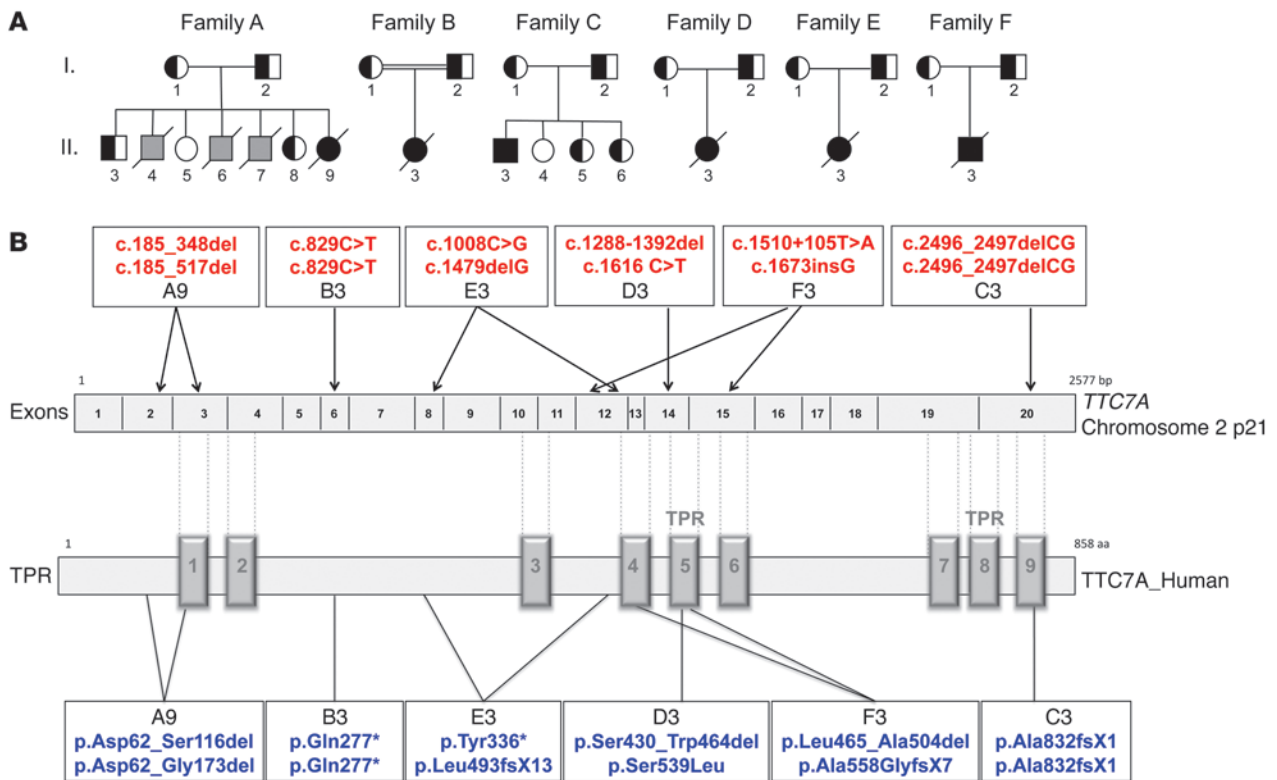 A
Family A Family B Family C Family D Family E Family F
I.
1 2 1 2 1 2 1 2 1 2 1 2
II.
3 4 5 6 7 8 9 3 3 4 5 6 3 3 3
B
c.185_348del c.829C>T c.1008C>G c.1288-1392del c.1510+105T>A c.2496_2497delCG
c.185_517del c.829C>T c.1479delG c.1616 C>T c.1673insG c.2496_2497delCG
A9 B3 E3 D3 F3 C3
1 2577 bp
TTC7A
Exons 1 2 3 4 5 6 7 8 9 10 11 12 13 14 15 16 17 18 19 20
Chromosome 2 p21
TPR TPR
1 858 aa
TPR 1 2 3 4 5 6 7 8 9 TTC7A_Human
A9 B3 E3 D3 F3 C3
p.Asp62_Ser116del p.Gln277* p.Tyr336* p.Ser430_Trp464del p.Leu465_Ala504del p.Ala832fsX1
p.Asp62_Gly173del p.Gln277* p.Leu493fsX13 p.Ser539Leu p.Ala558GlyfsX7 p.Ala832fsX1